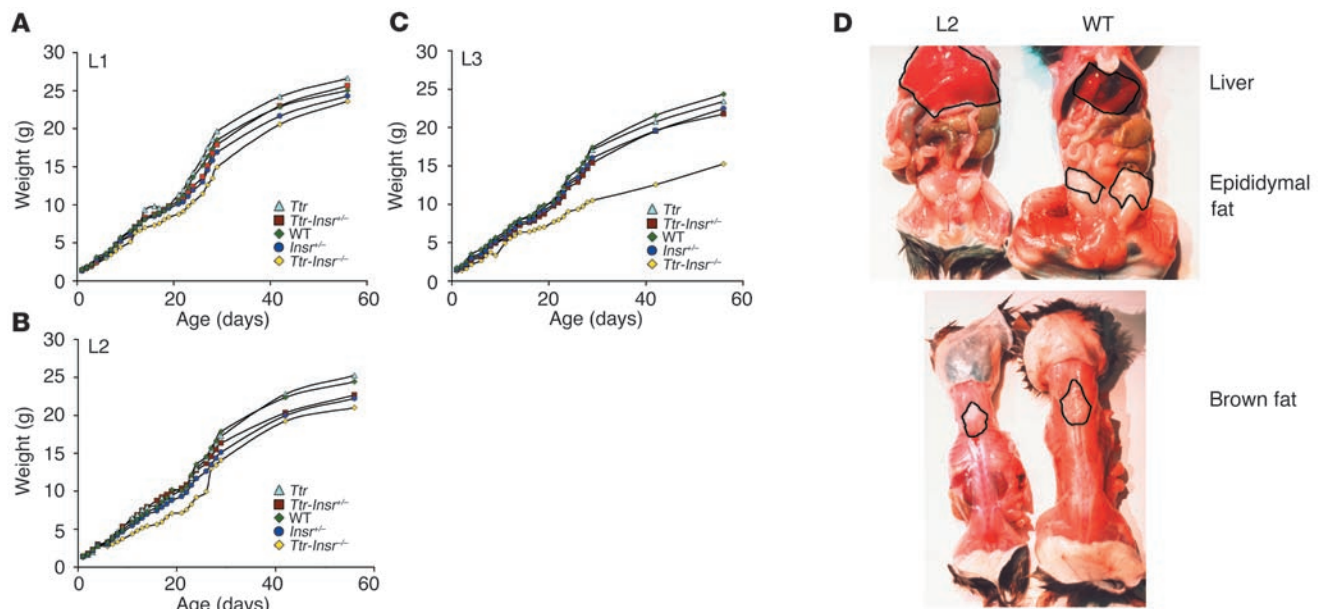 A
L1
30
25
20
15
10
5
0
Weight (g)
0 20 40 60
Age (days)
Ttr
Ttr-Insr+/–
WT
Insr+/–
Ttr-Insr–/–
B
L2
30
25
20
15
10
5
0
Weight (g)
0 20 40 60
Age (days)
Ttr
Ttr-Insr+/–
WT
Insr+/–
Ttr-Insr–/–
C
L3
30
25
20
15
10
5
0
Weight (g)
0 20 40 60
Age (days)
Ttr
Ttr-Insr+/–
WT
Insr+/–
Ttr-Insr–/–
D
L2 WT
Liver
Epididymal
fat
Brown fat